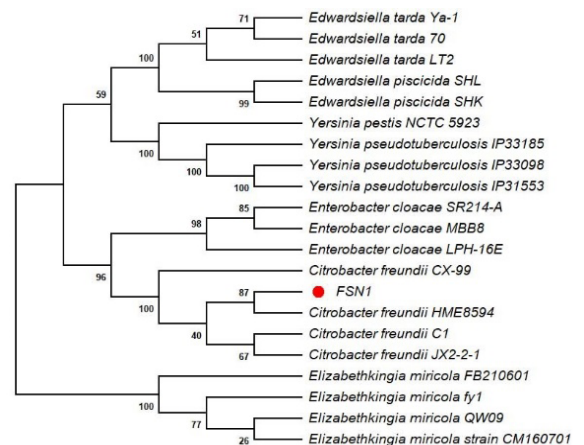 Edwardsiella tarda Ya-1
Edwardsiella tarda 70
Edwardsiella tarda LT2
Edwardsiella piscicida SHL
Edwardsiella piscicida SHK
Yersinia pestis NCTC 5923
Yersinia pseudotuberculosis IP33185
Yersinia pseudotuberculosis IP33098
Yersinia pseudotuberculosis IP31553
Enterobacter cloacae SR214-A
Enterobacter cloacae MBB8
Enterobacter cloacae LPH-16E
Citrobacter freundii CX-99
FSN1
Citrobacter freundii HME8594
Citrobacter freundii C1
Citrobacter freundii JX2-2-1
Elizabethkingia miricola FB210601
Elizabethkingia miricola fy1
Elizabethkingia miricola QW09
Elizabethkingia miricola strain CM160701
71
51
100
99
59
100
100
100
85
98
96
100
87
40
67
100
77
26